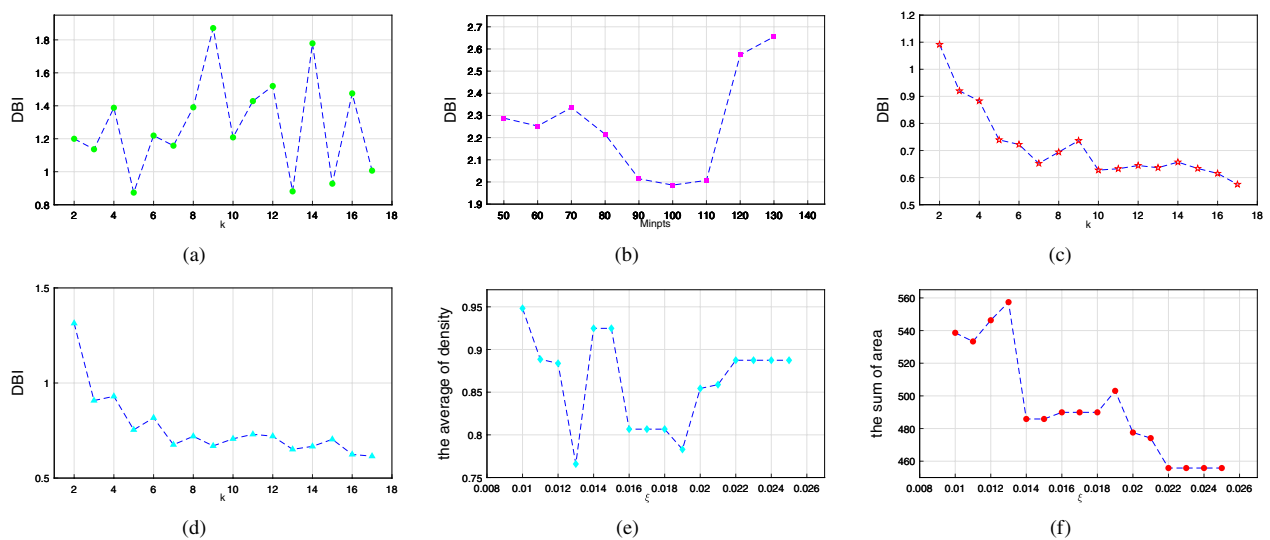 1.8
1.6
1.4
1.2
1
0.8
DBI
2 4 6 8 10 12 14 16 18
k
(a)
2.7
2.6
2.5
2.4
2.3
2.2
2.1
2
1.9
DBI
50 60 70 80 90 100 110 120 130 140
Minpts
(b)
1.2
1.1
1
0.9
0.8
0.7
0.6
0.5
DBI
2 4 6 8 10 12 14 16 18
k
(c)
1.5
1
0.5
DBI
2 4 6 8 10 12 14 16 18
k
(d)
0.95
0.9
0.85
0.8
0.75
the average of density
0.008 0.01 0.012 0.014 0.016 0.018 0.02 0.022 0.024 0.026
ξ
(e)
560
540
520
500
480
460
the sum of area
0.008 0.01 0.012 0.014 0.016 0.018 0.02 0.022 0.024 0.026
ξ
(f)